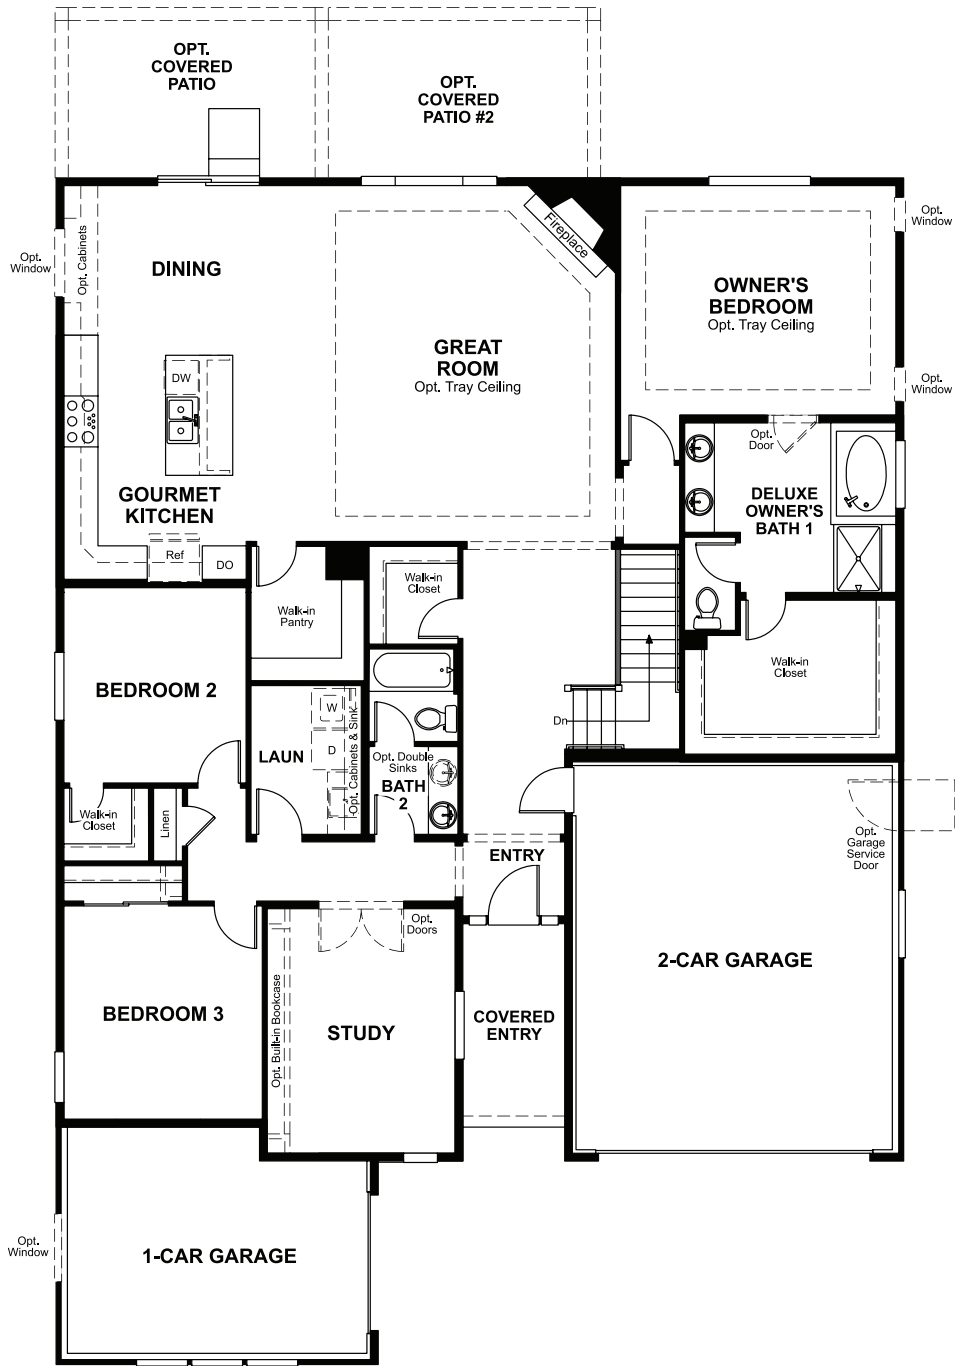 OPT.
COVERED
PATIO
OPT.
COVERED
PATIO #2
Opt.
Window
Opt. Cabinets
DINING
Fireplace
OWNER'S
BEDROOM
Opt. Tray Ceiling
Opt.
Window
GREAT
ROOM
Opt. Tray Ceiling
Opt.
Window
DW
Opt.
Door
GOURMET
KITCHEN
DELUXE
OWNER'S
BATH 1
Ref
DO
Walk-in
Pantry
Walk-in
Closet
Walk-in
Closet
BEDROOM 2
Dn
LAUN
W
D
Opt. Cabinets & Sink
Opt. Double
Sinks
BATH
2
Walk-in
Closet
Linen
ENTRY
Opt.
Garage
Service
Door
Opt.
Doors
BEDROOM 3
Opt. Built-in Bookcase
STUDY
COVERED
ENTRY
2-CAR GARAGE
Opt.
Window
1-CAR GARAGE